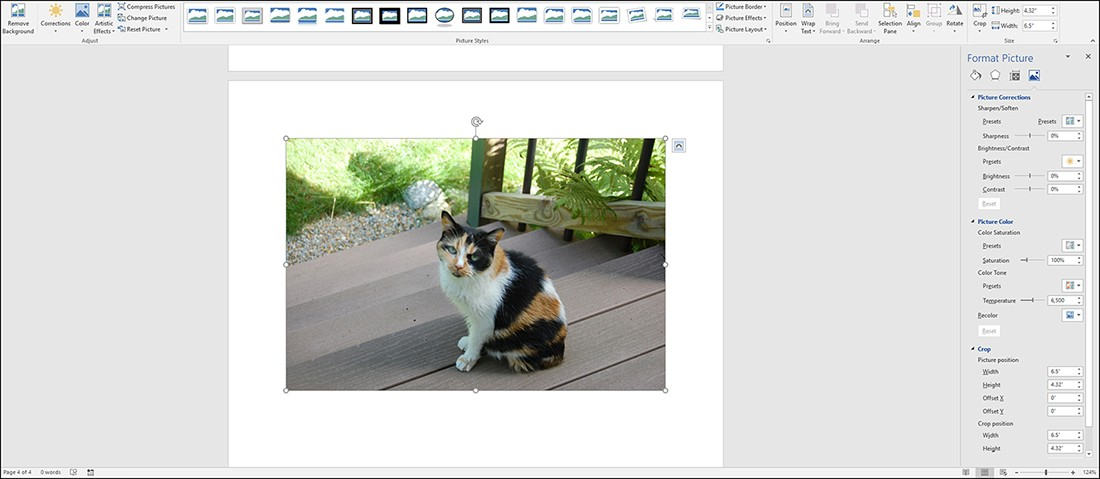 Remove Background
Corrections
Color
Artistic Effects
Compress Pictures
Change Picture
Reset Picture
Adjust
Picture Styles
Picture Border
Picture Effects
Picture Layout
Position
Wrap Text
Bring Forward
Send Backward
Selection Pane
Align
Group
Rotate
Arrange
Crop
Height: 4.32"
Width: 6.5"
Size
Format Picture
Picture Corrections
Sharpen/Soften
Presets Presets
Sharpness 0%
Brightness/Contrast
Presets
Brightness 0%
Contrast 0%
Reset
Picture Color
Color Saturation
Presets
Saturation 100%
Color Tone
Presets
Temperature 6,500
Recolor
Reset
Crop
Picture position
Width 6.5"
Height 4.32"
Offset X 0"
Offset Y 0"
Crop position
Width 6.5"
Height 4.32"
Page 4 of 4 0 words
124%